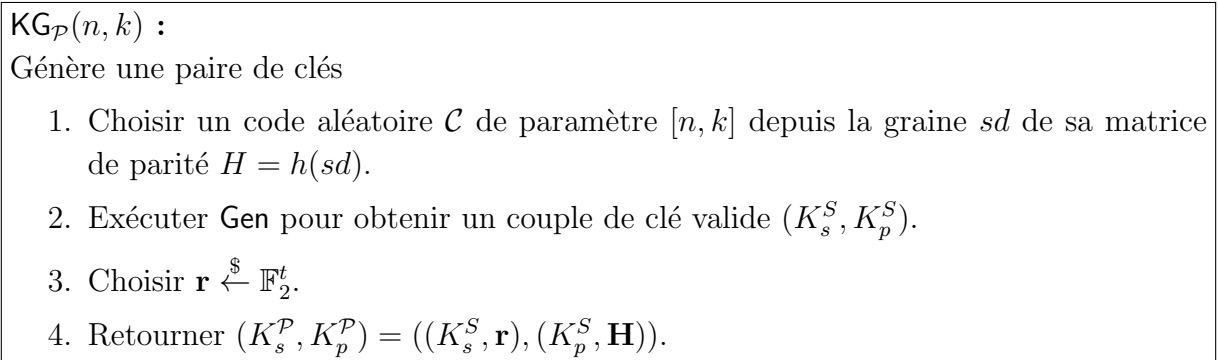 KG𝒫(n, k) :
Génère une paire de clés
1. Choisir un code aléatoire 𝒞 de paramètre [n, k] depuis la graine sd de sa matrice
de parité H = h(sd).
2. Exécuter Gen pour obtenir un couple de clé valide (K_s^S, K_p^S).
3. Choisir r ←$ 𝔽_2^t.
4. Retourner (K_s^𝒫, K_p^𝒫) = ((K_s^S, r), (K_p^S, H)).